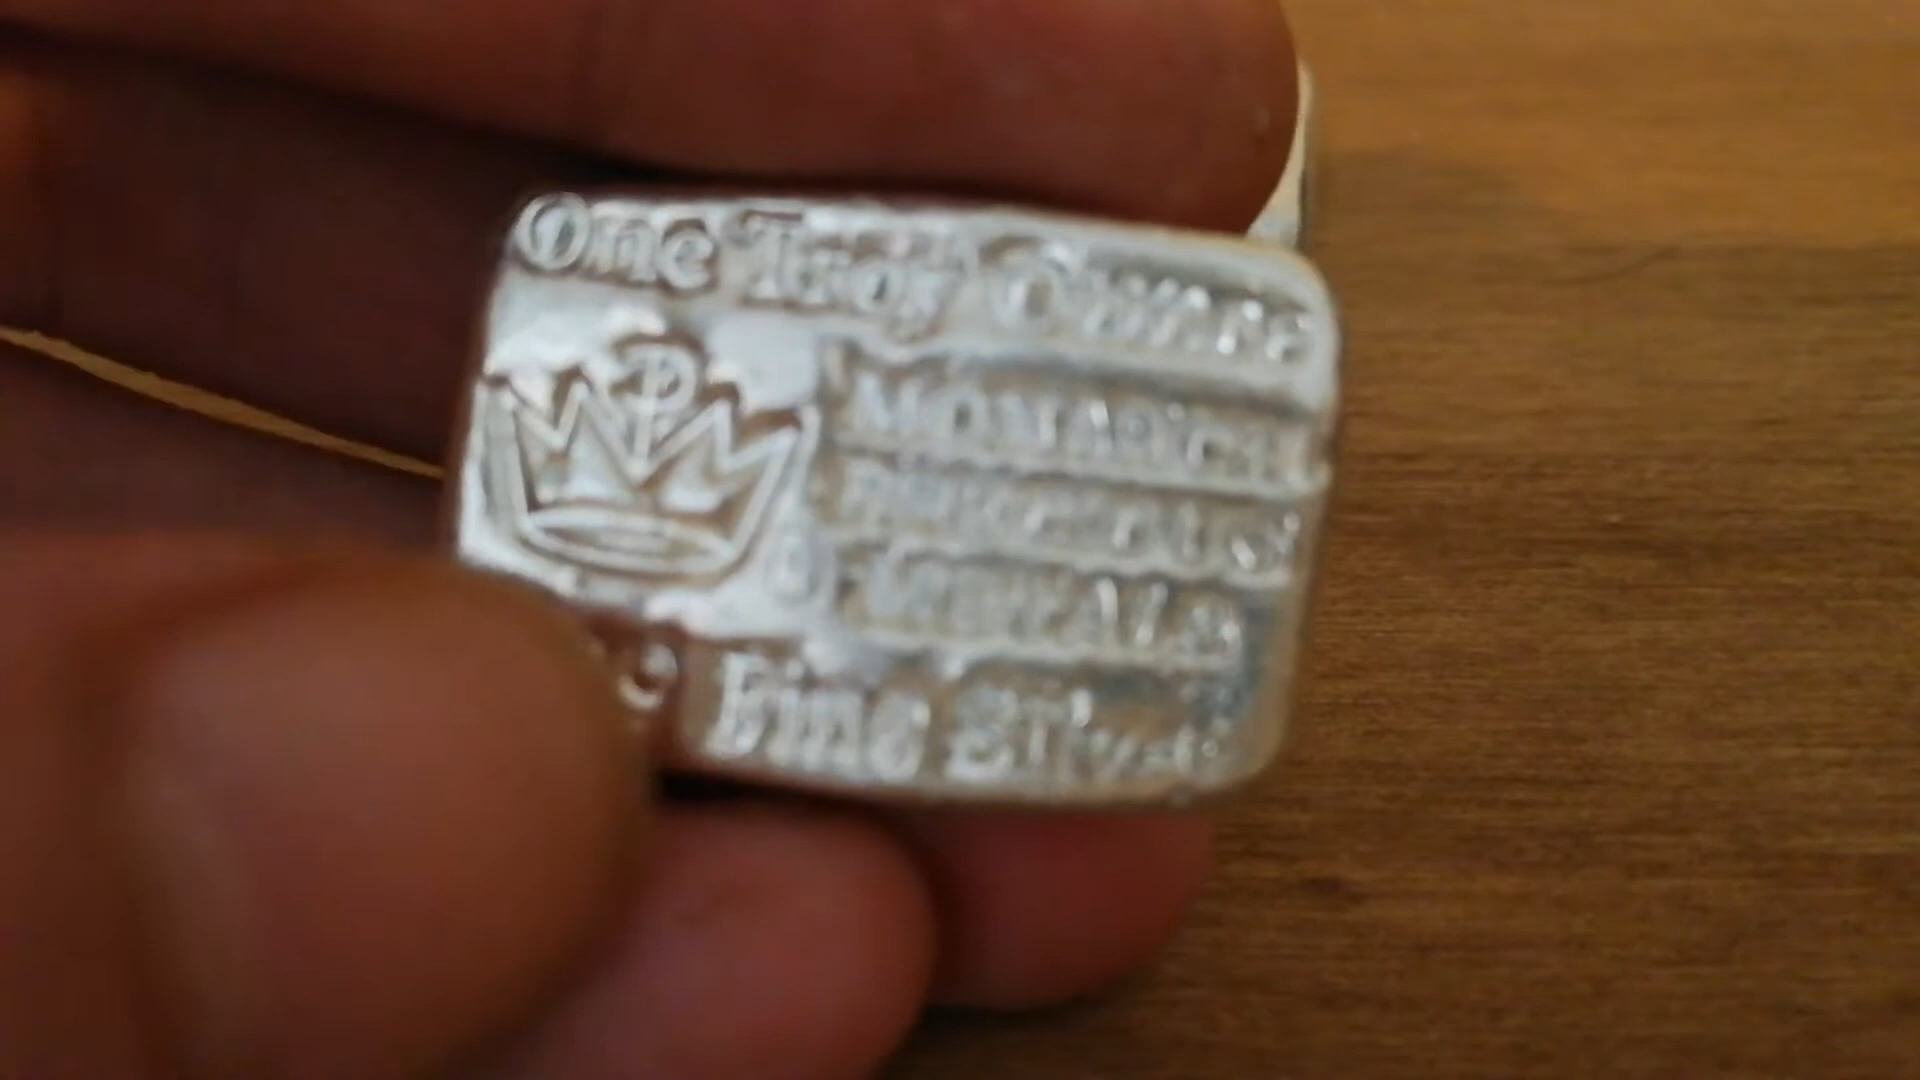 One Troy Ounce
MONARCH
PRECIOUS
METALS
Fine Silver